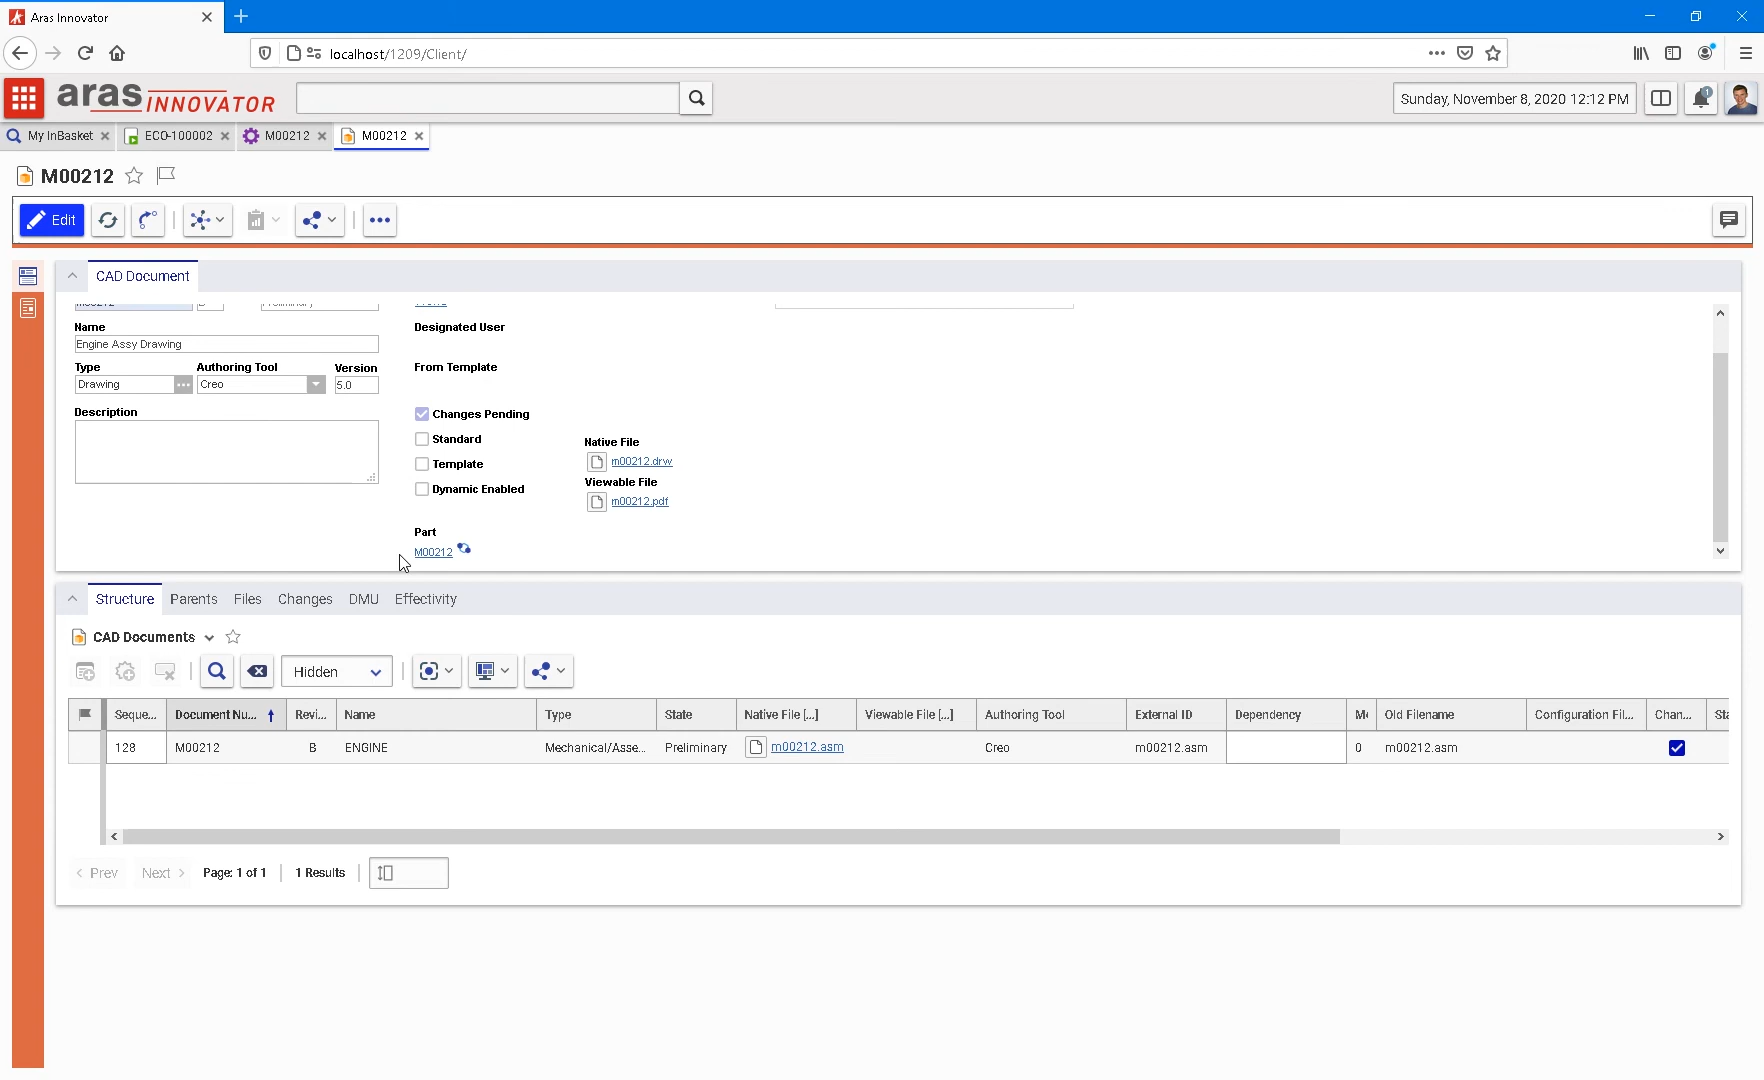 Aras Innovator
localhost/1209/Client/
aras INNOVATOR
Sunday, November 8, 2020 12:12 PM
1
My InBasket
ECO-100002
M00212
M00212
M00212
Edit
CAD Document
Name
Engine Assy Drawing
Type
Authoring Tool
Version
Drawing
Creo
5.0
Description
Designated User
From Template
Changes Pending
Standard
Template
Dynamic Enabled
Native File
m00212.drw
Viewable File
m00212.pdf
Part
M00212
Structure
Parents
Files
Changes
DMU
Effectivity
CAD Documents
Hidden
Seque...
Document Nu...
Revi...
Name
Type
State
Native File [...]
Viewable File [...]
Authoring Tool
External ID
Dependency
Old Filename
Configuration Fil...
Chan...
128
M00212
B
ENGINE
Mechanical/Asse...
Preliminary
m00212.asm
Creo
m00212.asm
0
m00212.asm
Prev
Next
Page: 1 of 1
1 Results